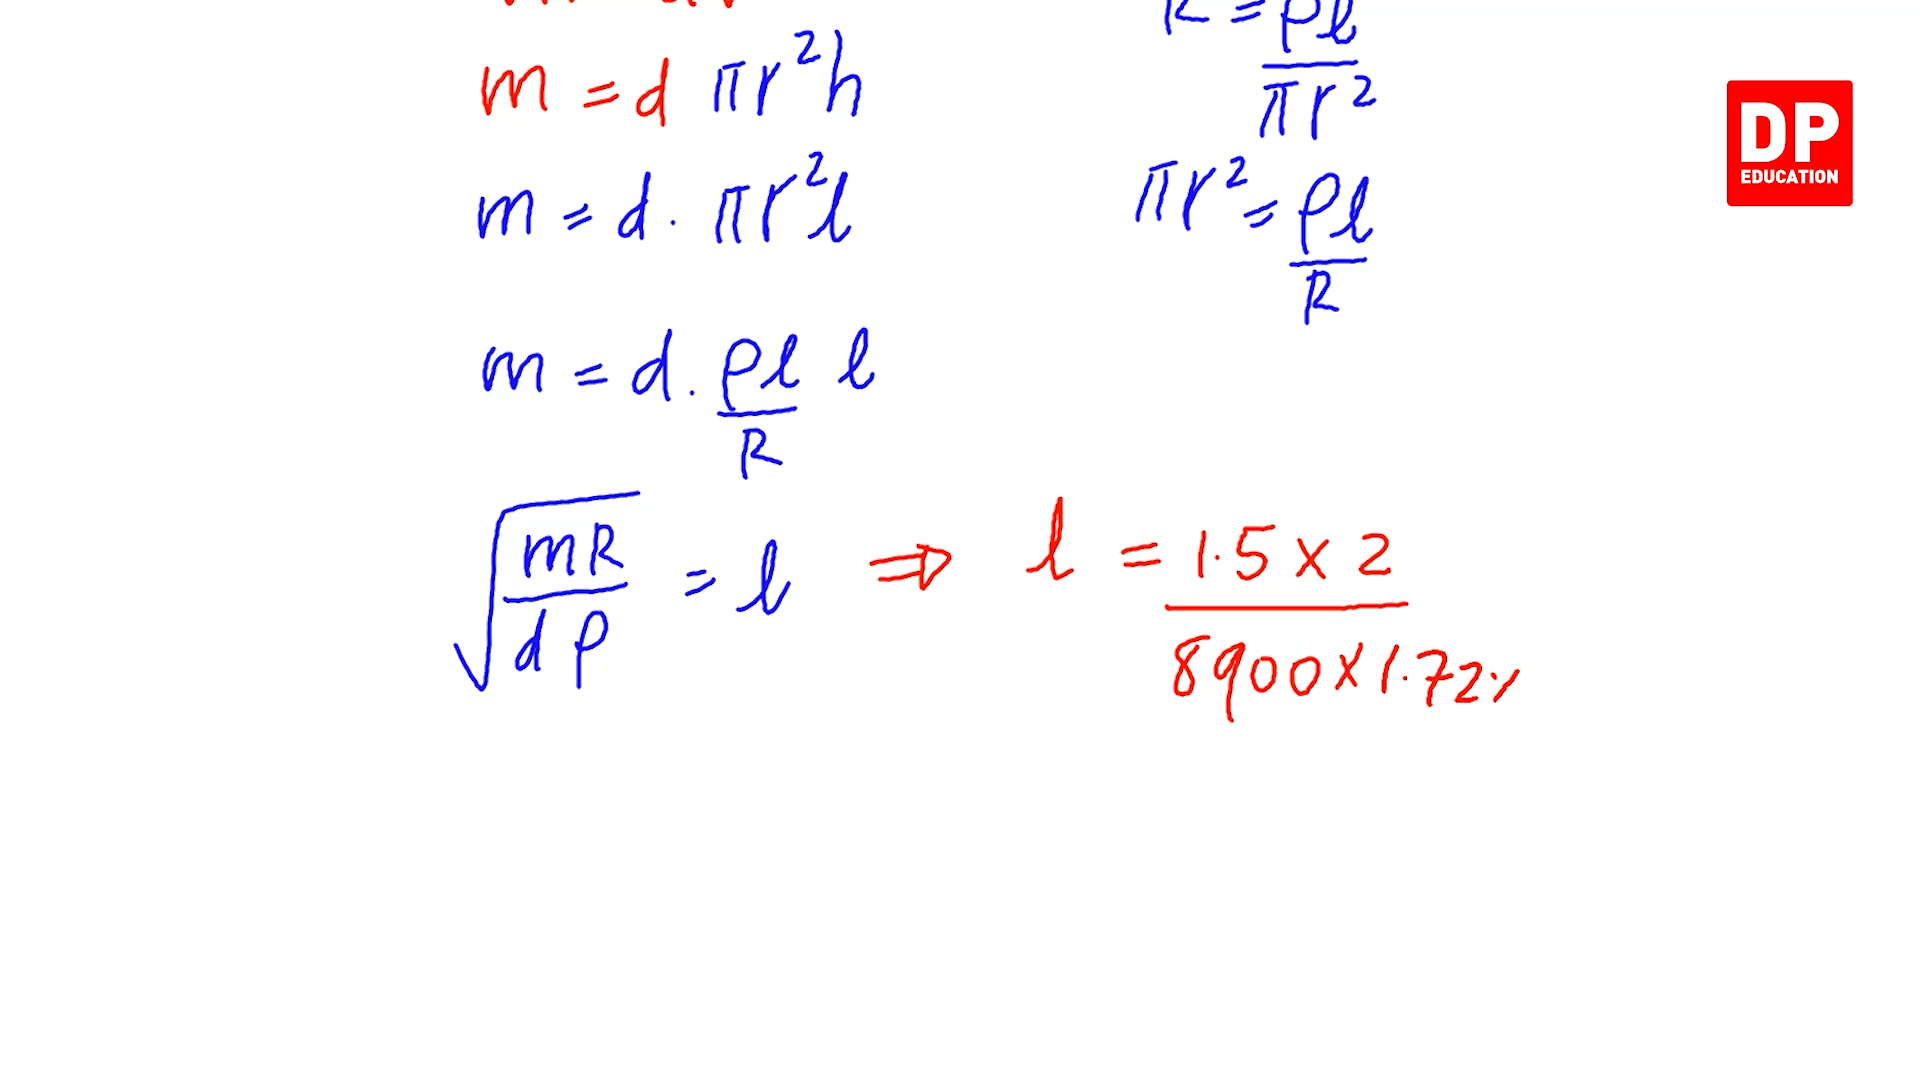 m = d πr²h
m = d . πr²l
m = d . ρl/R l
√(mR/dρ) = l ⇒ l = 1.5 × 2 / 8900 × 1.72
R = ρl/πr²
πr² = ρl/R
DP
EDUCATION